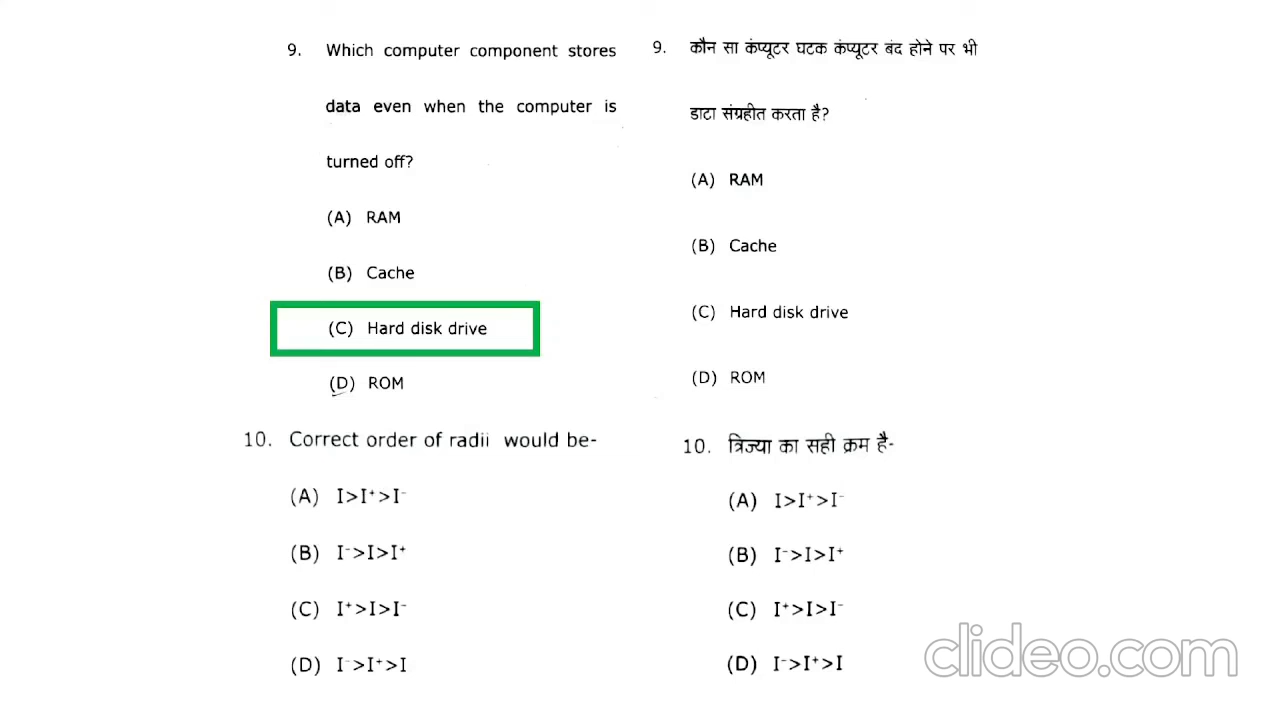 9. Which computer component stores
data even when the computer is
turned off?
(A) RAM
(B) Cache
(C) Hard disk drive
(D) ROM
10. Correct order of radii would be-
(A) I>I⁺>I⁻
(B) I⁻>I>I⁺
(C) I⁺>I>I⁻
(D) I⁻>I⁺>I
9. कौन सा कंप्यूटर घटक कंप्यूटर बंद होने पर भी
डाटा संग्रहीत करता है?
(A) RAM
(B) Cache
(C) Hard disk drive
(D) ROM
10. त्रिज्या का सही क्रम है-
(A) I>I⁺>I⁻
(B) I⁻>I>I⁺
(C) I⁺>I>I⁻
(D) I⁻>I⁺>I
clideo.com